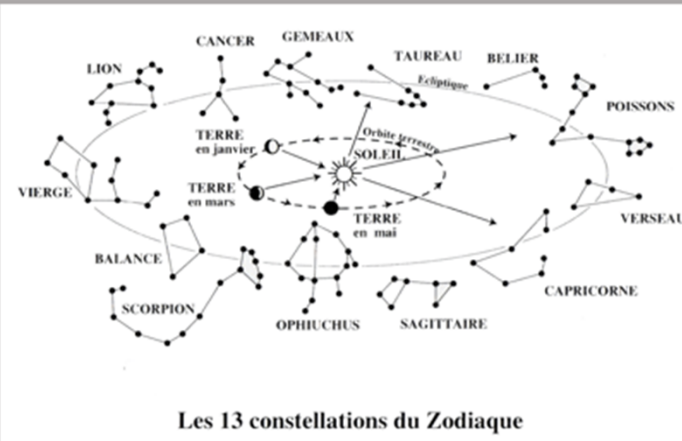 GEMEAUX
CANCER
TAUREAU
BELIER
LION
Ecliptique
POISSONS
TERRE
en janvier
Orbite terrestre
SOLEIL
VIERGE
TERRE
en mars
TERRE
en mai
VERSEAU
BALANCE
CAPRICORNE
SCORPION
OPHIUCHUS
SAGITTAIRE
Les 13 constellations du Zodiaque